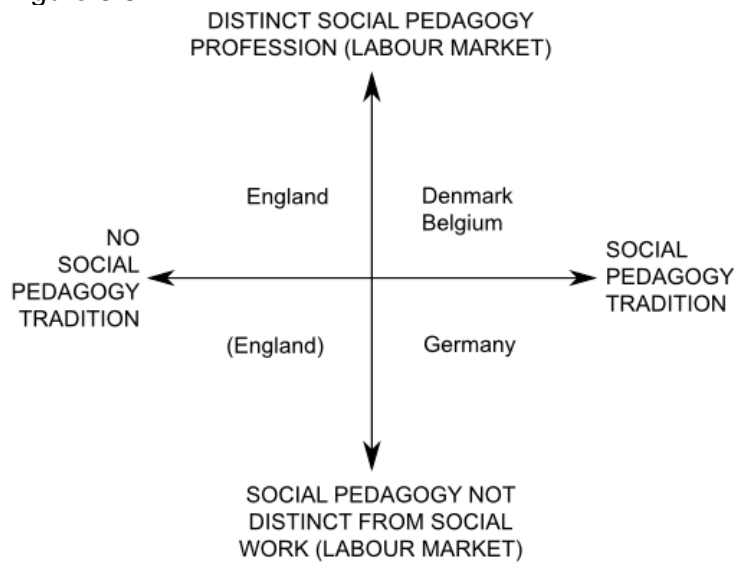 DISTINCT SOCIAL PEDAGOGY
PROFESSION (LABOUR MARKET)
England
Denmark
Belgium
NO
SOCIAL
PEDAGOGY
TRADITION
SOCIAL
PEDAGOGY
TRADITION
(England)
Germany
SOCIAL PEDAGOGY NOT
DISTINCT FROM SOCIAL
WORK (LABOUR MARKET)